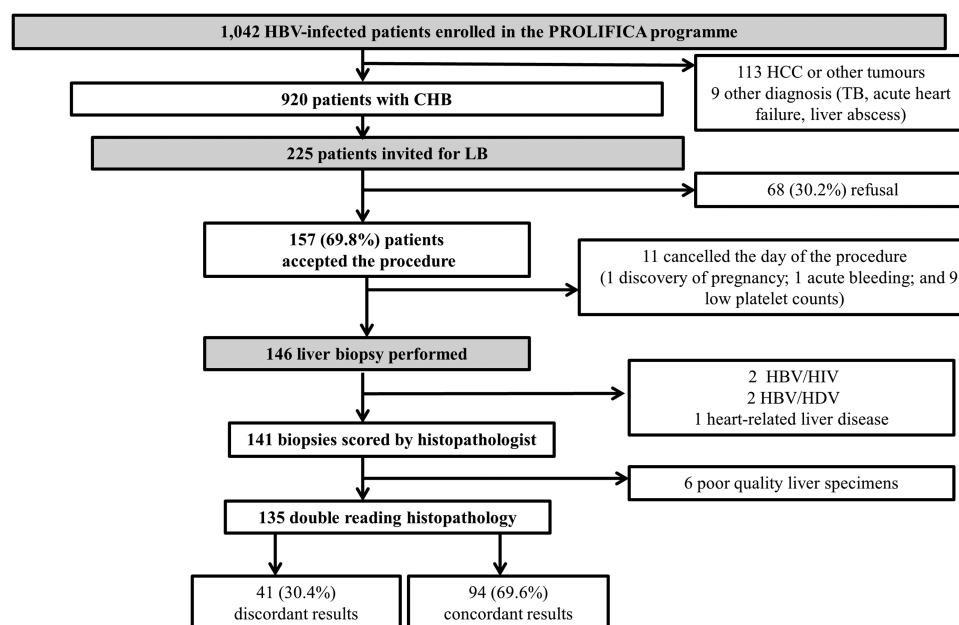 1,042 HBV-infected patients enrolled in the PROLIFICA programme
113 HCC or other tumours
9 other diagnosis (TB, acute heart
failure, liver abscess)
920 patients with CHB
225 patients invited for LB
68 (30.2%) refusal
157 (69.8%) patients
accepted the procedure
11 cancelled the day of the procedure
(1 discovery of pregnancy; 1 acute bleeding; and 9
low platelet counts)
146 liver biopsy performed
2 HBV/HIV
2 HBV/HDV
1 heart-related liver disease
141 biopsies scored by histopathologist
6 poor quality liver specimens
135 double reading histopathology
41 (30.4%)
discordant results
94 (69.6%)
concordant results